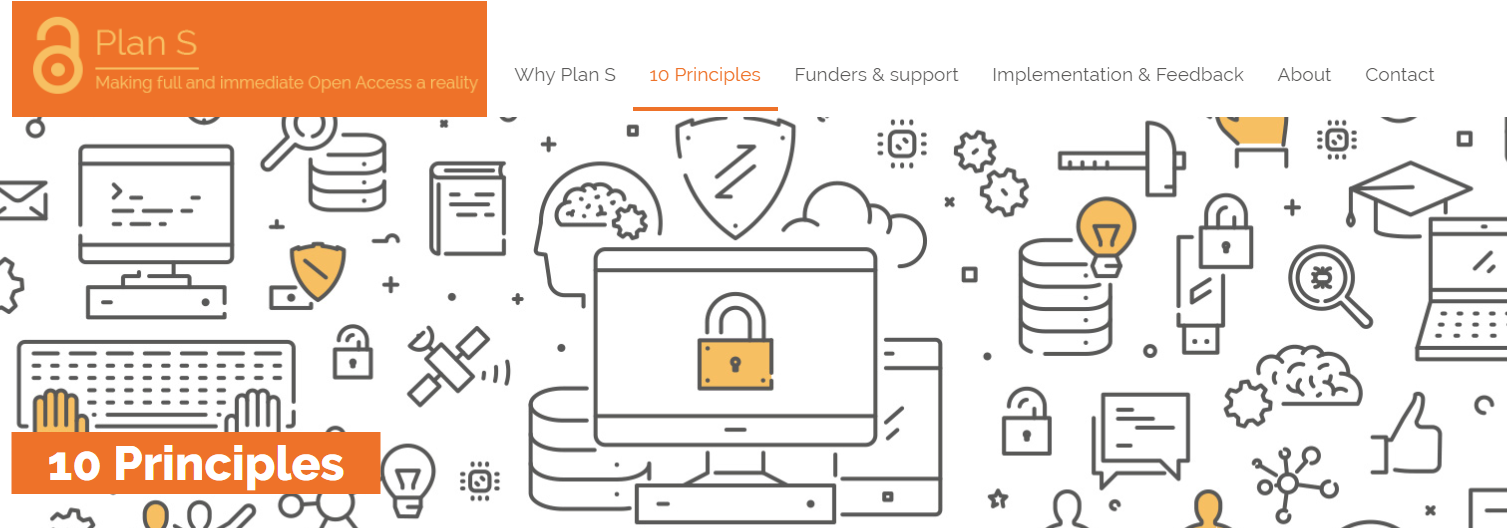 Plan S
Making full and immediate Open Access a reality
Why Plan S
10 Principles
Funders & support
Implementation & Feedback
About
Contact
10 Principles